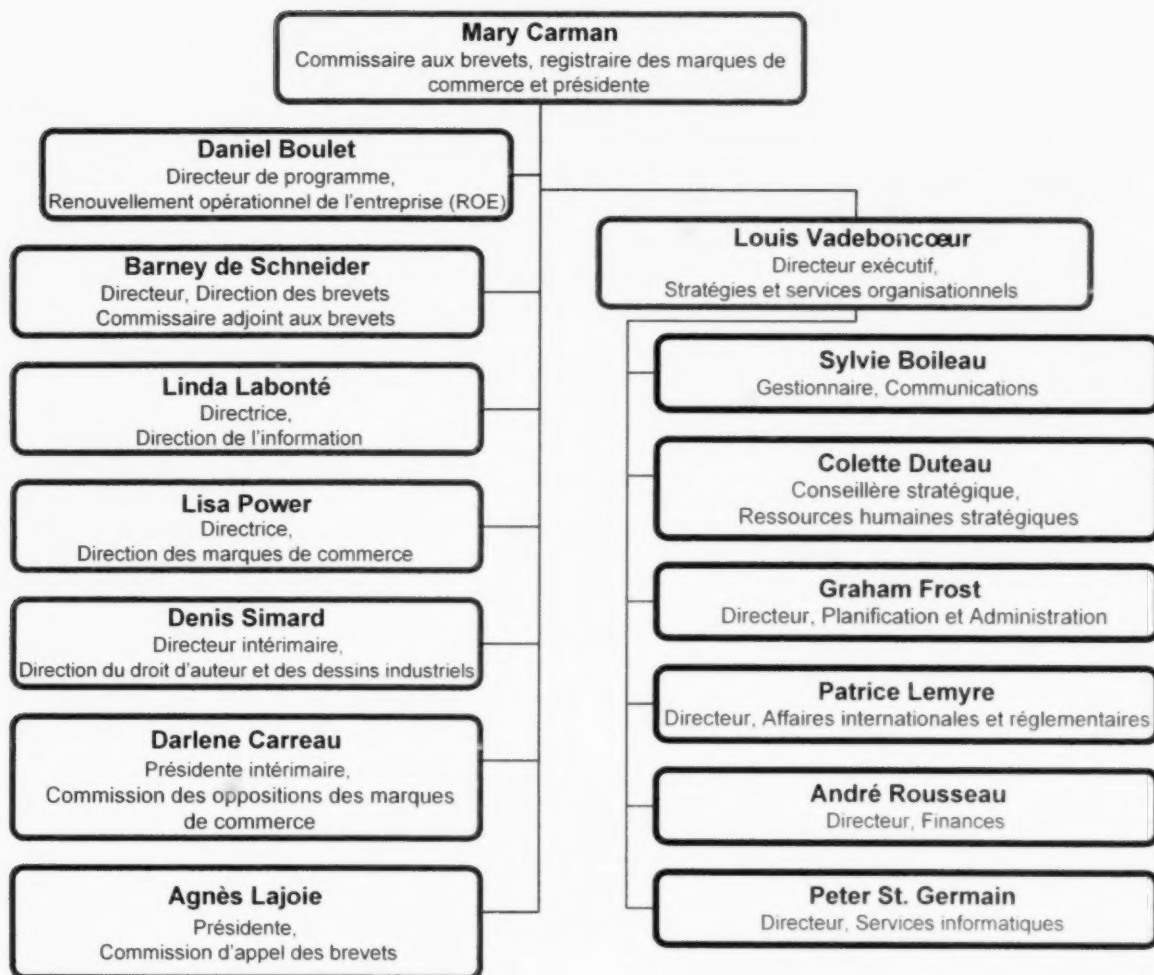 Mary Carman
Commissaire aux brevets, registraire des marques de
commerce et présidente
Daniel Boulet
Directeur de programme,
Renouvellement opérationnel de l'entreprise (ROE)
Barney de Schneider
Directeur, Direction des brevets
Commissaire adjoint aux brevets
Linda Labonté
Directrice,
Direction de l'information
Lisa Power
Directrice,
Direction des marques de commerce
Denis Simard
Directeur intérimaire,
Direction du droit d'auteur et des dessins industriels
Darlene Carreau
Présidente intérimaire,
Commission des oppositions des marques
de commerce
Agnès Lajoie
Présidente,
Commission d'appel des brevets
Louis Vadeboncœur
Directeur exécutif,
Stratégies et services organisationnels
Sylvie Boileau
Gestionnaire, Communications
Colette Duteau
Conseillère stratégique,
Ressources humaines stratégiques
Graham Frost
Directeur, Planification et Administration
Patrice Lemyre
Directeur, Affaires internationales et réglementaires
André Rousseau
Directeur, Finances
Peter St. Germain
Directeur, Services informatiques